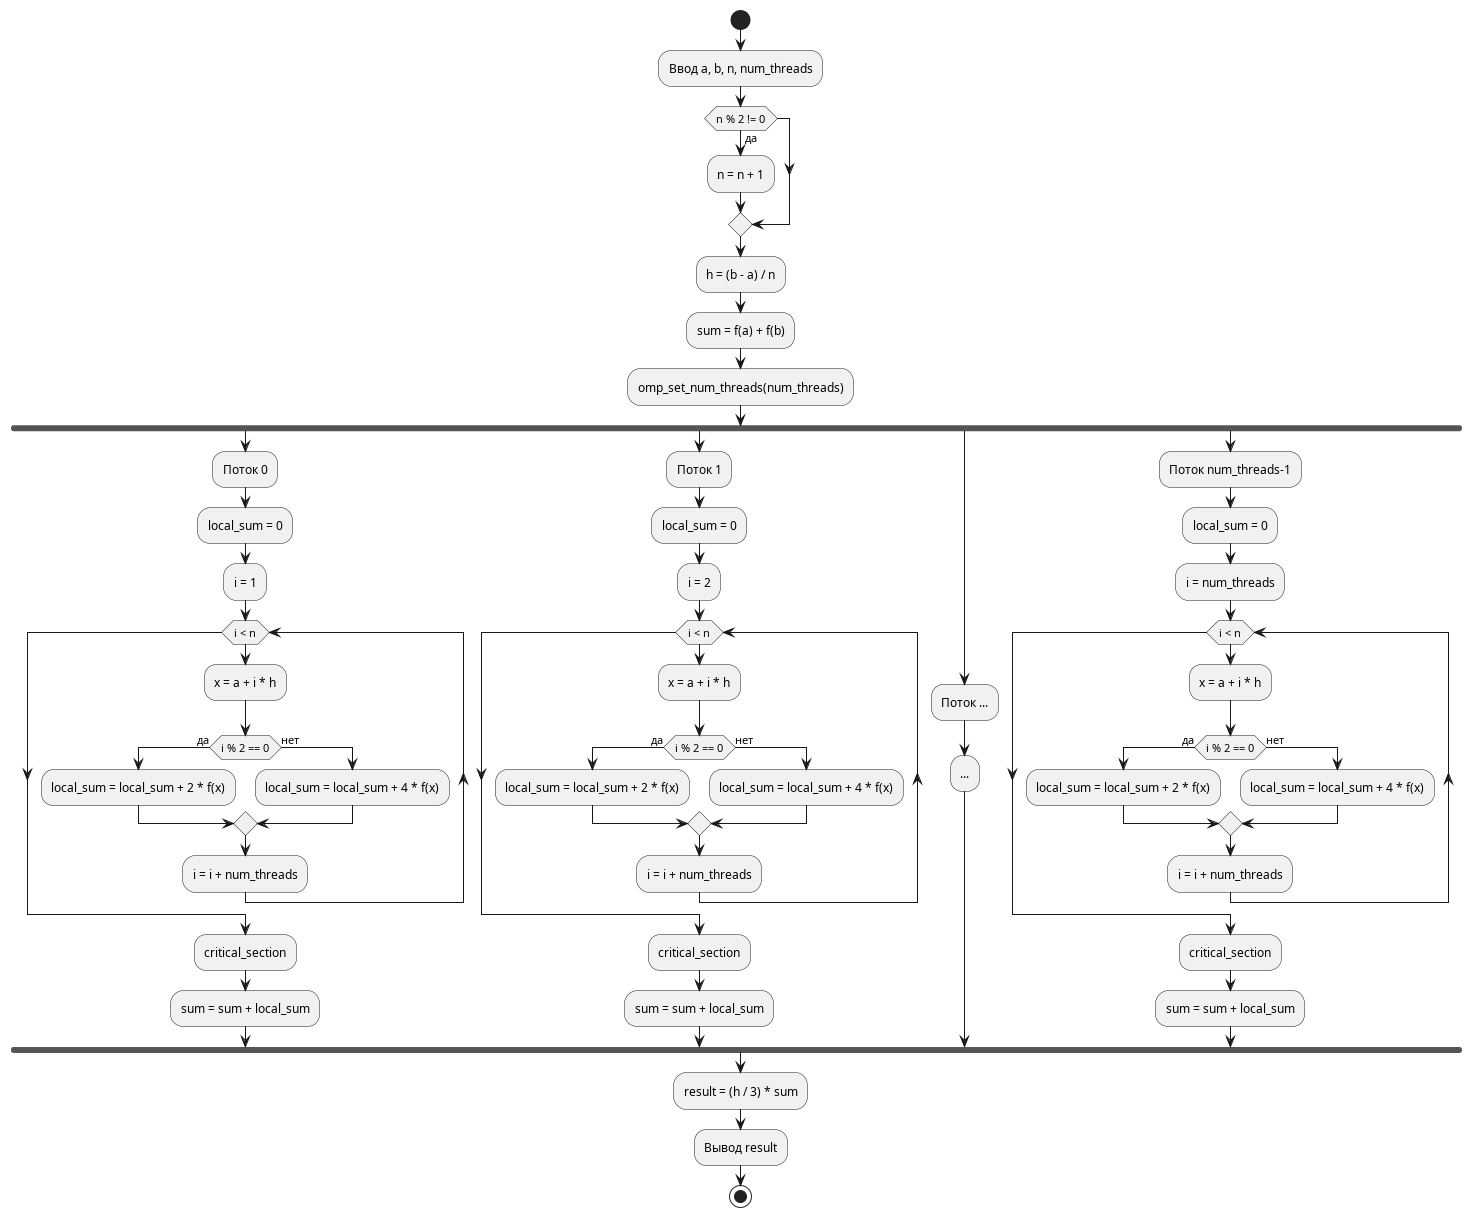 Ввод a, b, n, num_threads
n % 2 != 0
да
n = n + 1
h = (b - a) / n
sum = f(a) + f(b)
omp_set_num_threads(num_threads)
Поток 0
local_sum = 0
i = 1
i < n
x = a + i * h
да
i % 2 == 0
нет
local_sum = local_sum + 2 * f(x)
local_sum = local_sum + 4 * f(x)
i = i + num_threads
critical_section
sum = sum + local_sum
Поток 1
local_sum = 0
i = 2
i < n
x = a + i * h
да
i % 2 == 0
нет
local_sum = local_sum + 2 * f(x)
local_sum = local_sum + 4 * f(x)
i = i + num_threads
critical_section
sum = sum + local_sum
Поток ...
...
Поток num_threads-1
local_sum = 0
i = num_threads
i < n
x = a + i * h
да
i % 2 == 0
нет
local_sum = local_sum + 2 * f(x)
local_sum = local_sum + 4 * f(x)
i = i + num_threads
critical_section
sum = sum + local_sum
result = (h / 3) * sum
Вывод result